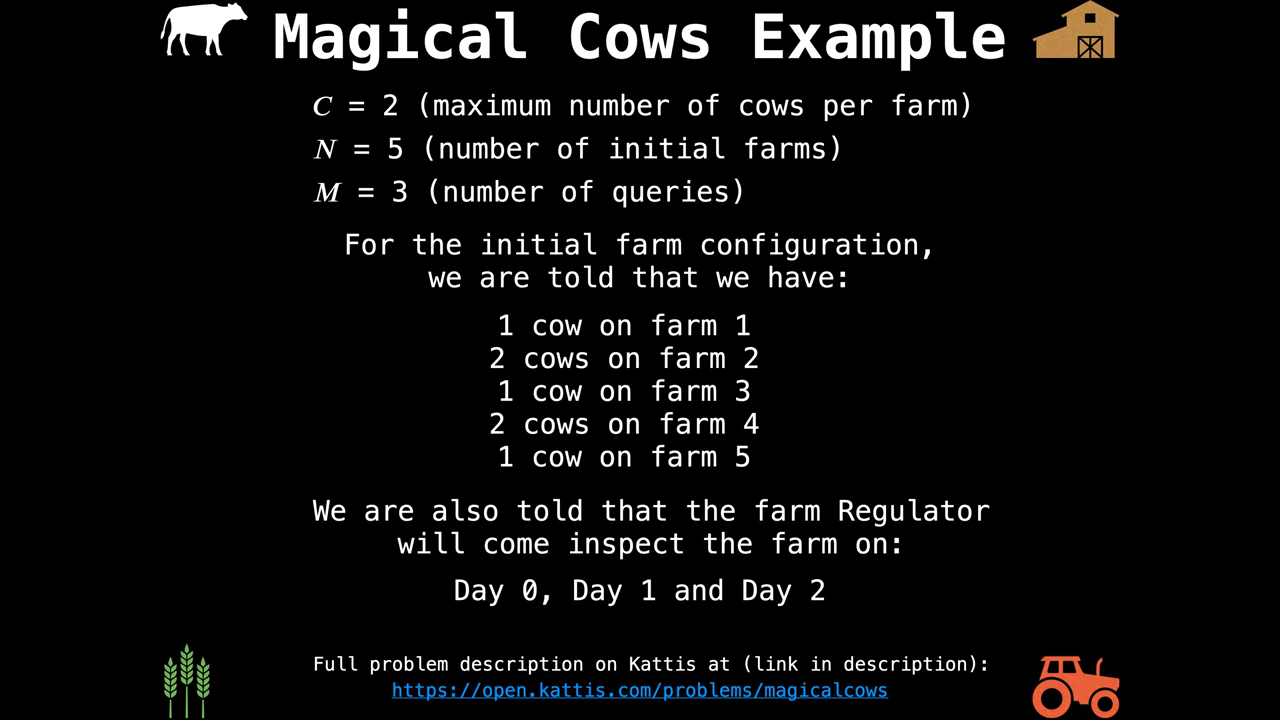 Magical Cows Example
C = 2 (maximum number of cows per farm)
N = 5 (number of initial farms)
M = 3 (number of queries)
For the initial farm configuration,
we are told that we have:
1 cow on farm 1
2 cows on farm 2
1 cow on farm 3
2 cows on farm 4
1 cow on farm 5
We are also told that the farm Regulator
will come inspect the farm on:
Day 0, Day 1 and Day 2
Full problem description on Kattis at (link in description):
https://open.kattis.com/problems/magicalcows